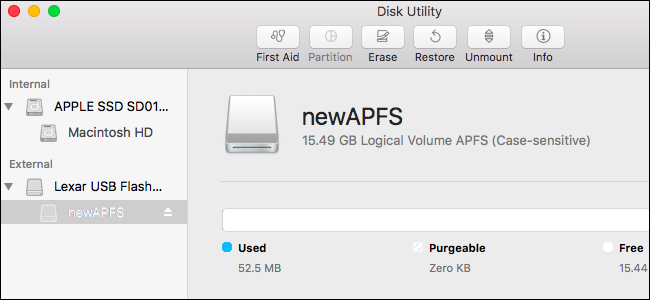 Disk Utility
First Aid Partition Erase Restore Unmount Info
Internal
APPLE SSD SD01...
Macintosh HD
External
Lexar USB Flash...
newAPFS
newAPFS
15.49 GB Logical Volume APFS (Case-sensitive)
Used Purgeable Free
52.5 MB Zero KB 15.44